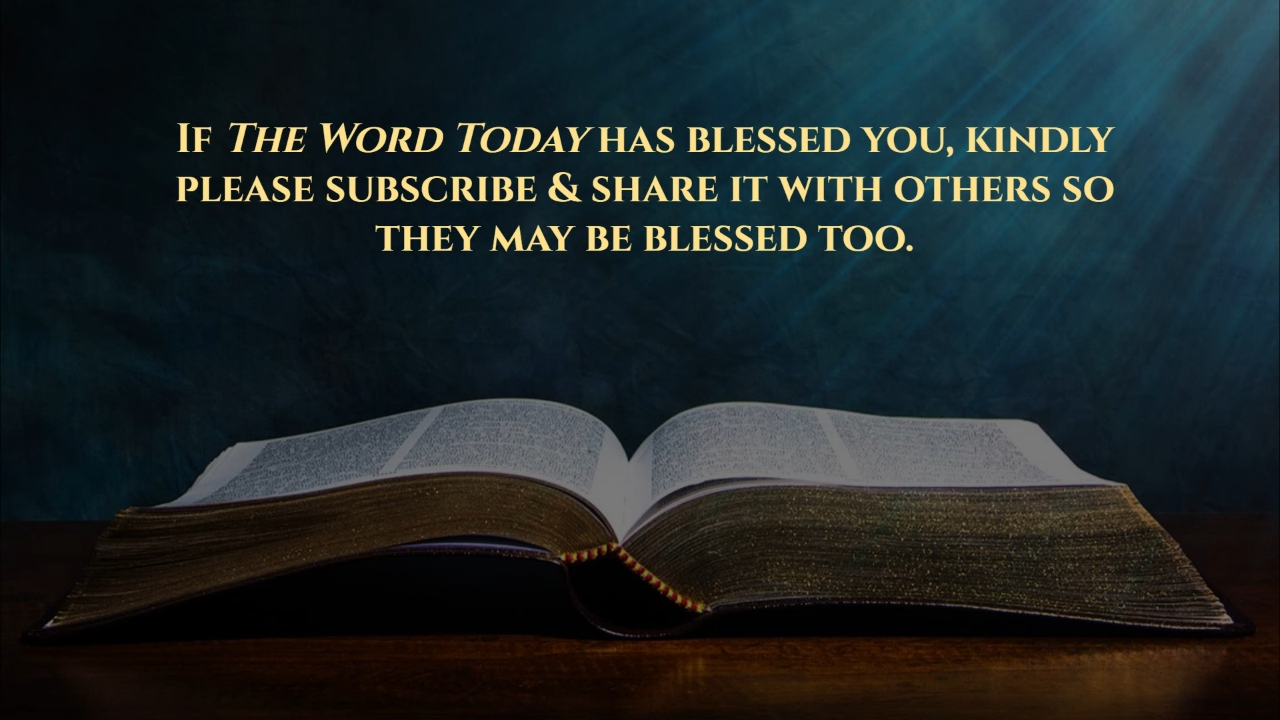 If The Word Today has blessed you, kindly
please subscribe & share it with others so
they may be blessed too.